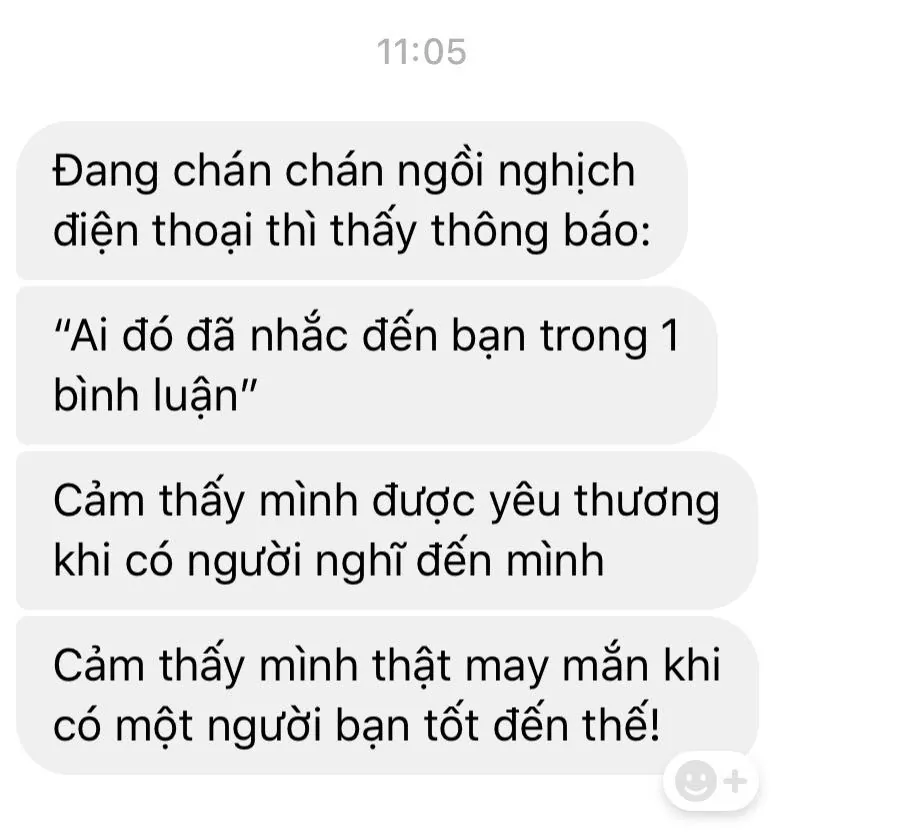 11:05
Đang chán chán ngồi nghịch
điện thoại thì thấy thông báo:
“Ai đó đã nhắc đến bạn trong 1
bình luận”
Cảm thấy mình được yêu thương
khi có người nghĩ đến mình
Cảm thấy mình thật may mắn khi
có một người bạn tốt đến thế!